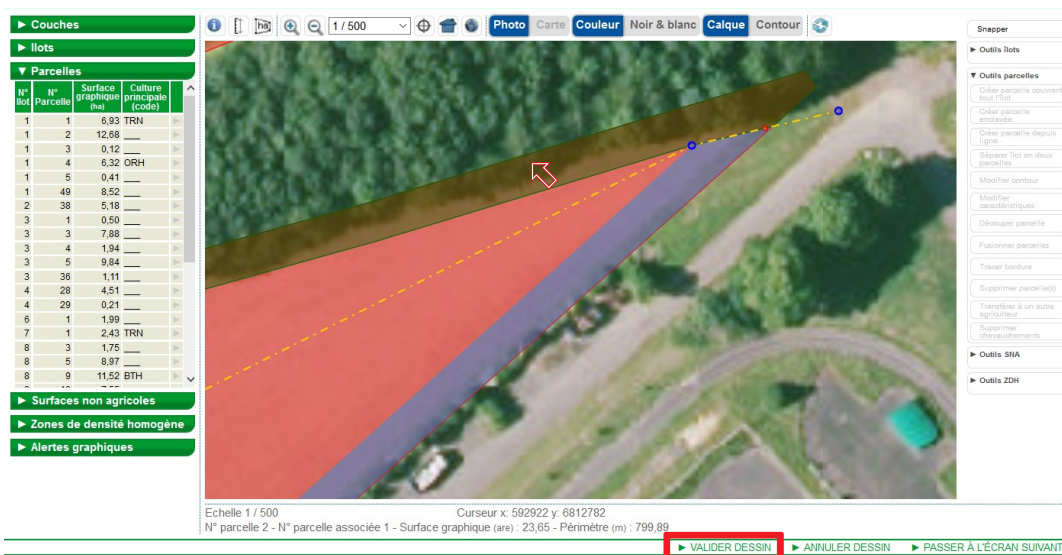 ► Couches
► Ilots
▼ Parcelles
N° Ilot N° Parcelle Surface graphique (ha) Culture principale (code)
1 1 6,93 TRN
1 2 12,68 ___
1 3 0,12 ___
1 4 6,32 ORH
1 5 0,41 ___
1 49 8,52 ___
2 38 5,18 ___
3 1 0,50 ___
3 3 7,88 ___
3 4 1,94 ___
3 5 9,84 ___
3 36 1,11 ___
4 28 4,51 ___
4 29 0,21 ___
6 1 1,99 ___
7 1 2,43 TRN
8 3 1,75 ___
8 5 8,97 ___
8 9 11,52 BTH
► Surfaces non agricoles
► Zones de densité homogène
► Alertes graphiques
ha 1 / 500 Photo Carte Couleur Noir & blanc Calque Contour
Echelle 1 / 500 Curseur x: 592922 y: 6812782
N° parcelle 2 - N° parcelle associée 1 - Surface graphique (are) : 23,65 - Périmètre (m) : 799,89
Snapper
► Outils îlots
▼ Outils parcelles
Créer parcelle couvrant
tout l'îlot
Créer parcelle
enclavée
Créer parcelle depuis
ligne
Séparer îlot en deux
parcelles
Modifier contour
Modifier
caractéristiques
Découper parcelle
Fusionner parcelles
Tracer bordure
Supprimer parcelle(s)
Transférer à un autre
agriculteur
Supprimer
chevauchements
► Outils SNA
► Outils ZDH
► VALIDER DESSIN ► ANNULER DESSIN ► PASSER À L'ÉCRAN SUIVANT